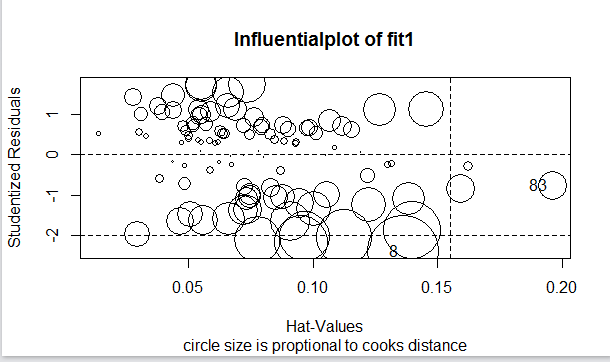 Influentialplot of fit1
Studentized Residuals
1
0
-1
-2
83
8
0.05 0.10 0.15 0.20
Hat-Values
circle size is proptional to cooks distance